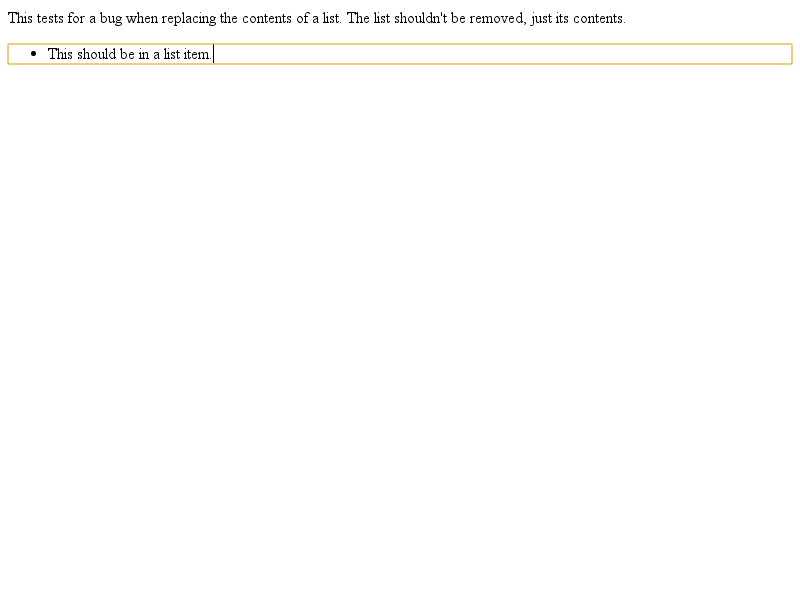 This tests for a bug when replacing the contents of a list. The list shouldn't be removed, just its contents.
• This should be in a list item.